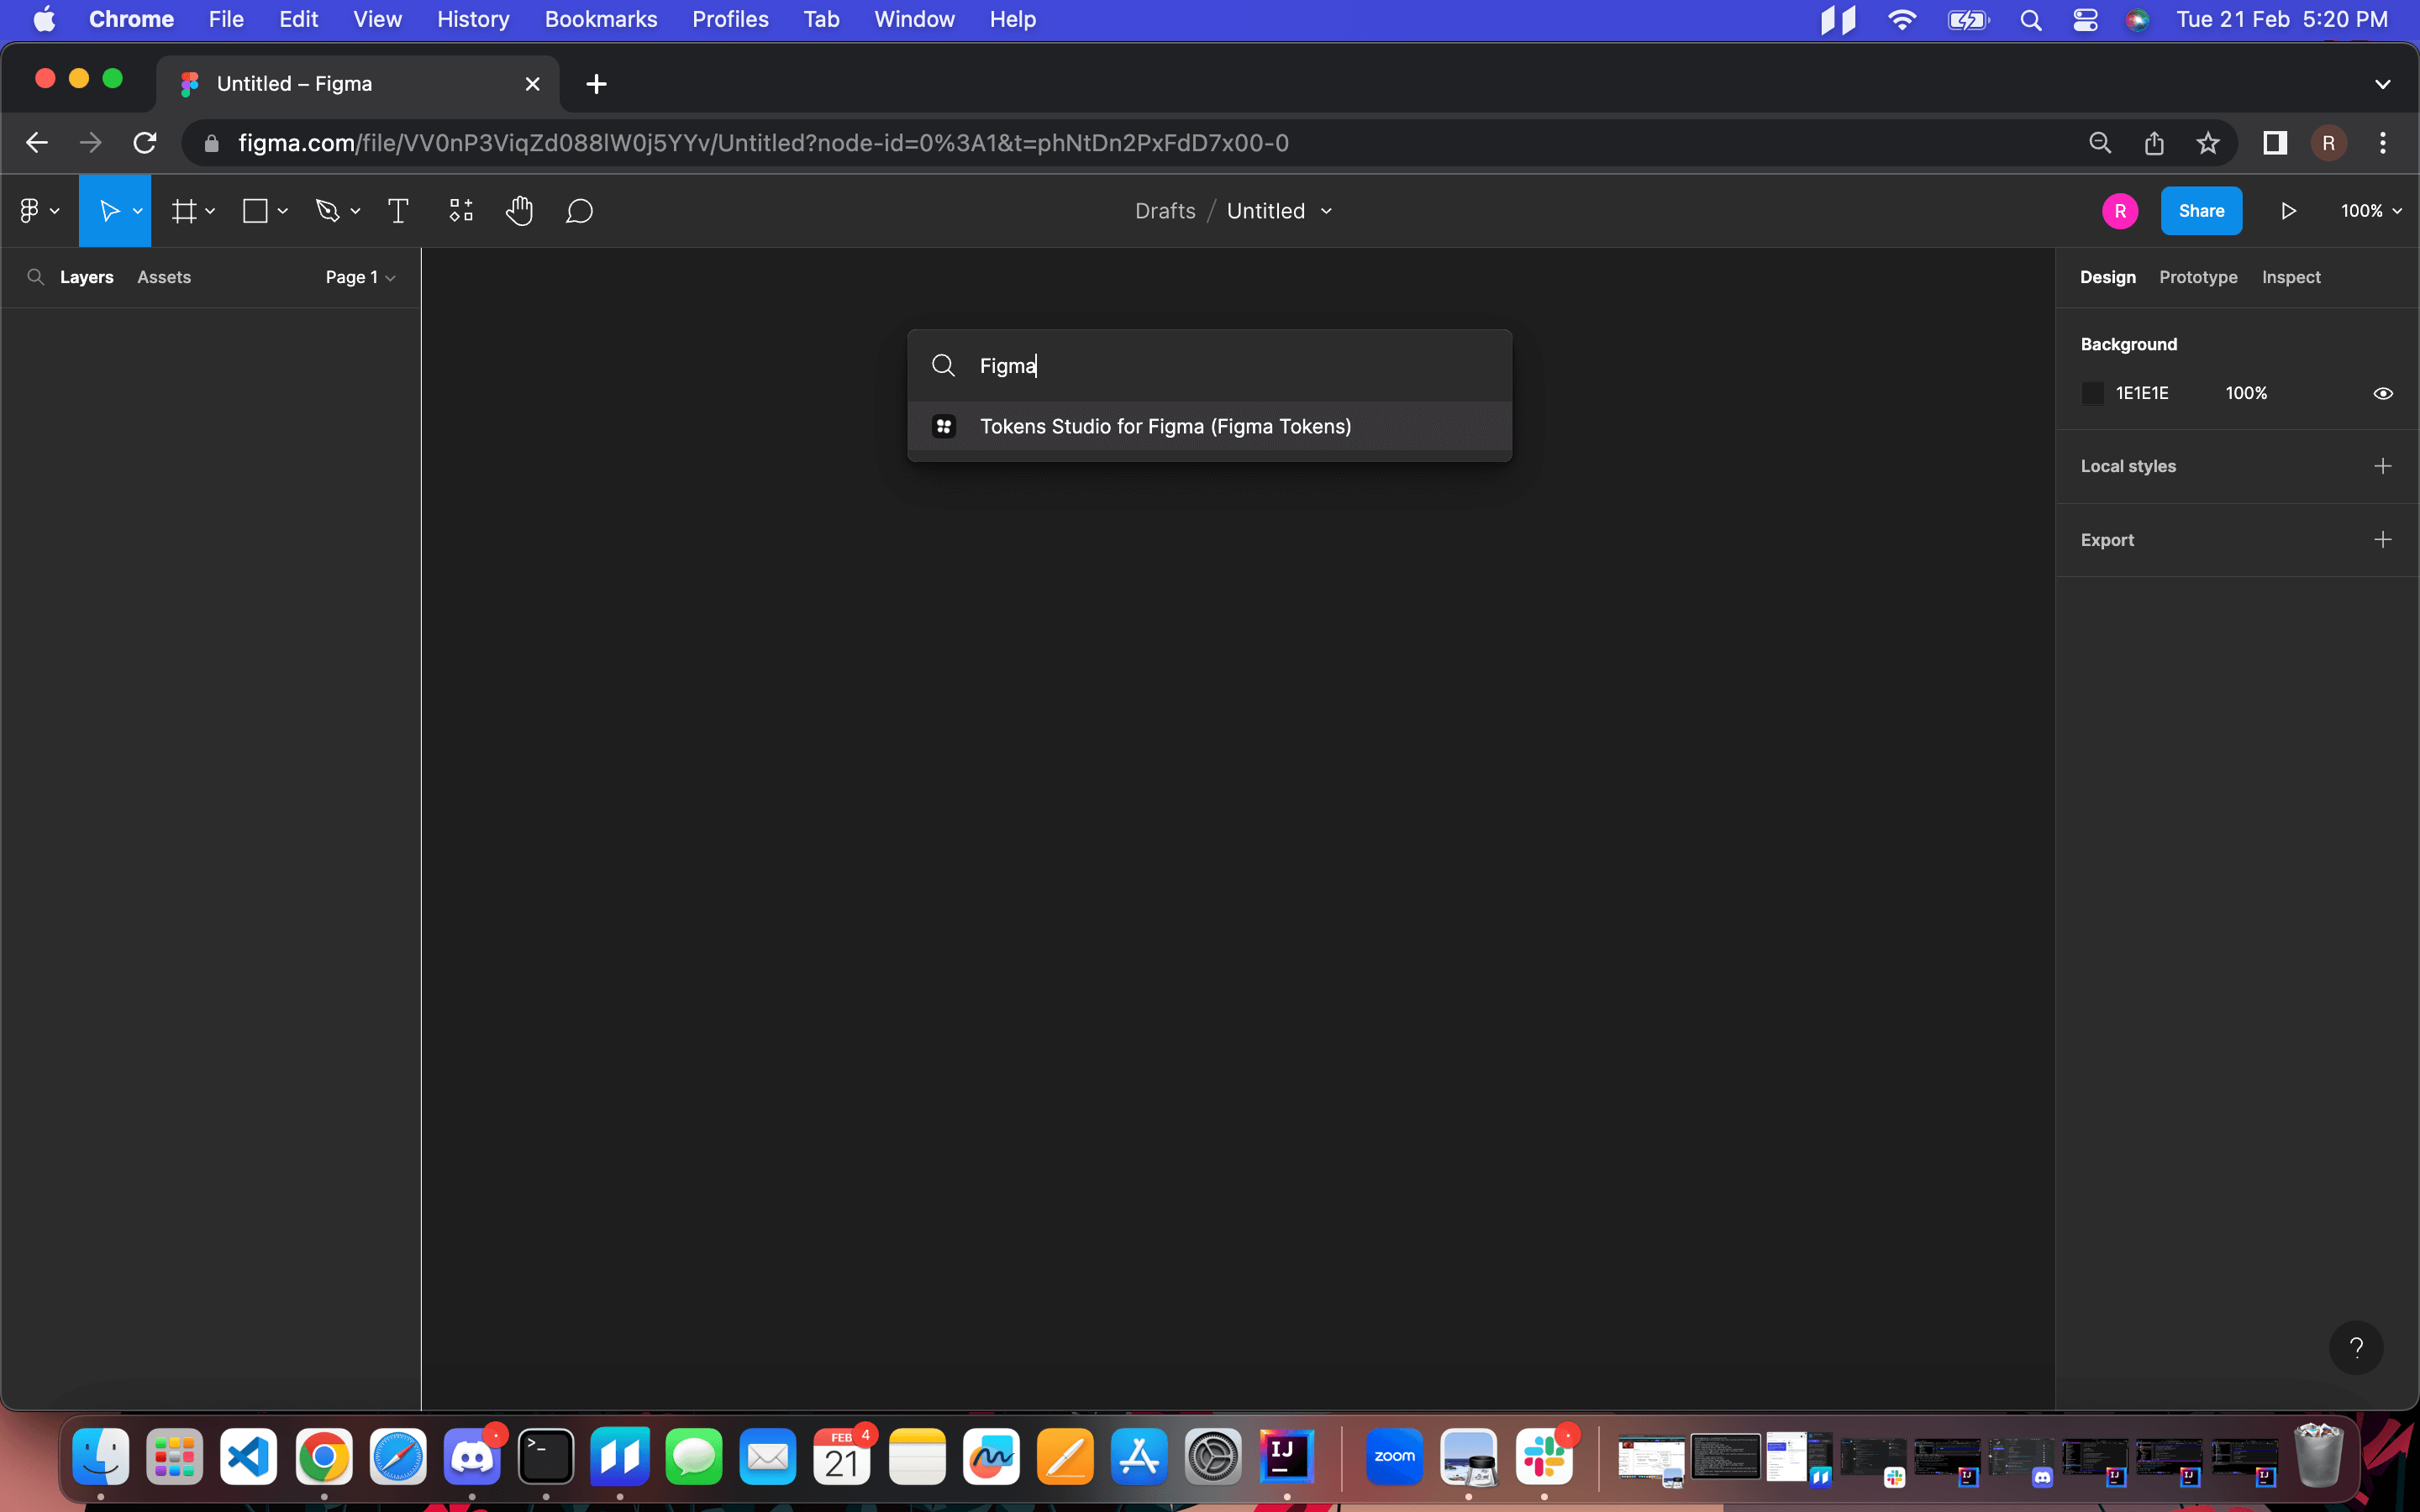 Chrome File Edit View History Bookmarks Profiles Tab Window Help Tue 21 Feb 5:20 PM
Untitled – Figma
figma.com/file/VV0nP3ViqZd088lW0j5YYv/Untitled?node-id=0%3A1&t=phNtDn2PxFdD7x00-0 R
Drafts / Untitled R Share 100%
Layers Assets Page 1 Design Prototype Inspect
Figma
Tokens Studio for Figma (Figma Tokens)
Background
1E1E1E 100%
Local styles
Export
?
FEB 4
21
IJ
zoom